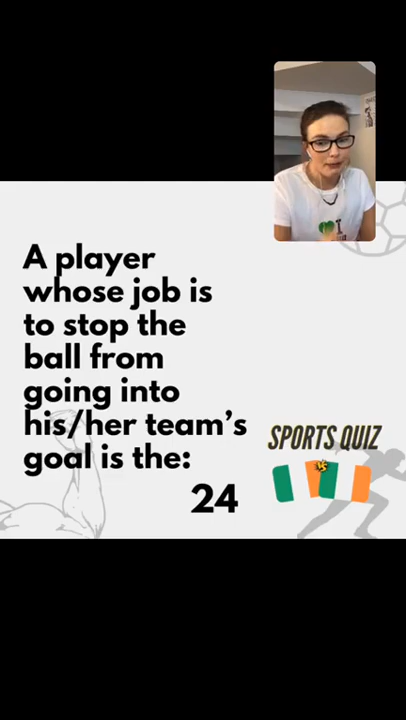 I
A player
whose job is
to stop the
ball from
going into
his/her team's
goal is the:
24
SPORTS QUIZ
VS